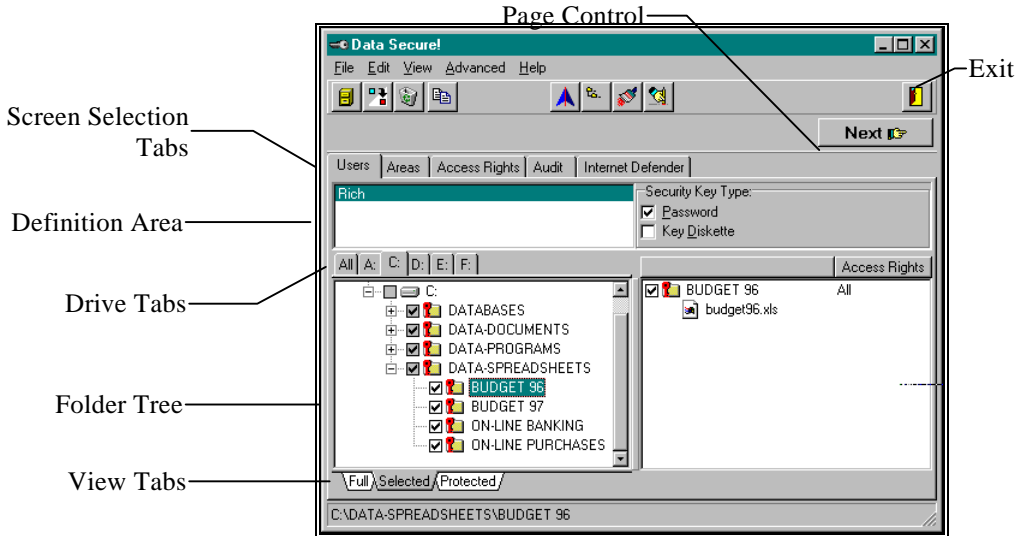 Page Control
Data Secure!
File Edit View Advanced Help
Exit
Next
Screen Selection
Tabs
Users Areas Access Rights Audit Internet Defender
Rich
Security Key Type:
Password
Key Diskette
Definition Area
All A: C: D: E: F:
Access Rights
Drive Tabs
C:
DATABASES
DATA-DOCUMENTS
DATA-PROGRAMS
DATA-SPREADSHEETS
BUDGET 96
BUDGET 97
ON-LINE BANKING
ON-LINE PURCHASES
BUDGET 96 All
budget96.xls
Folder Tree
View Tabs
Full Selected Protected
C:\DATA-SPREADSHEETS\BUDGET 96